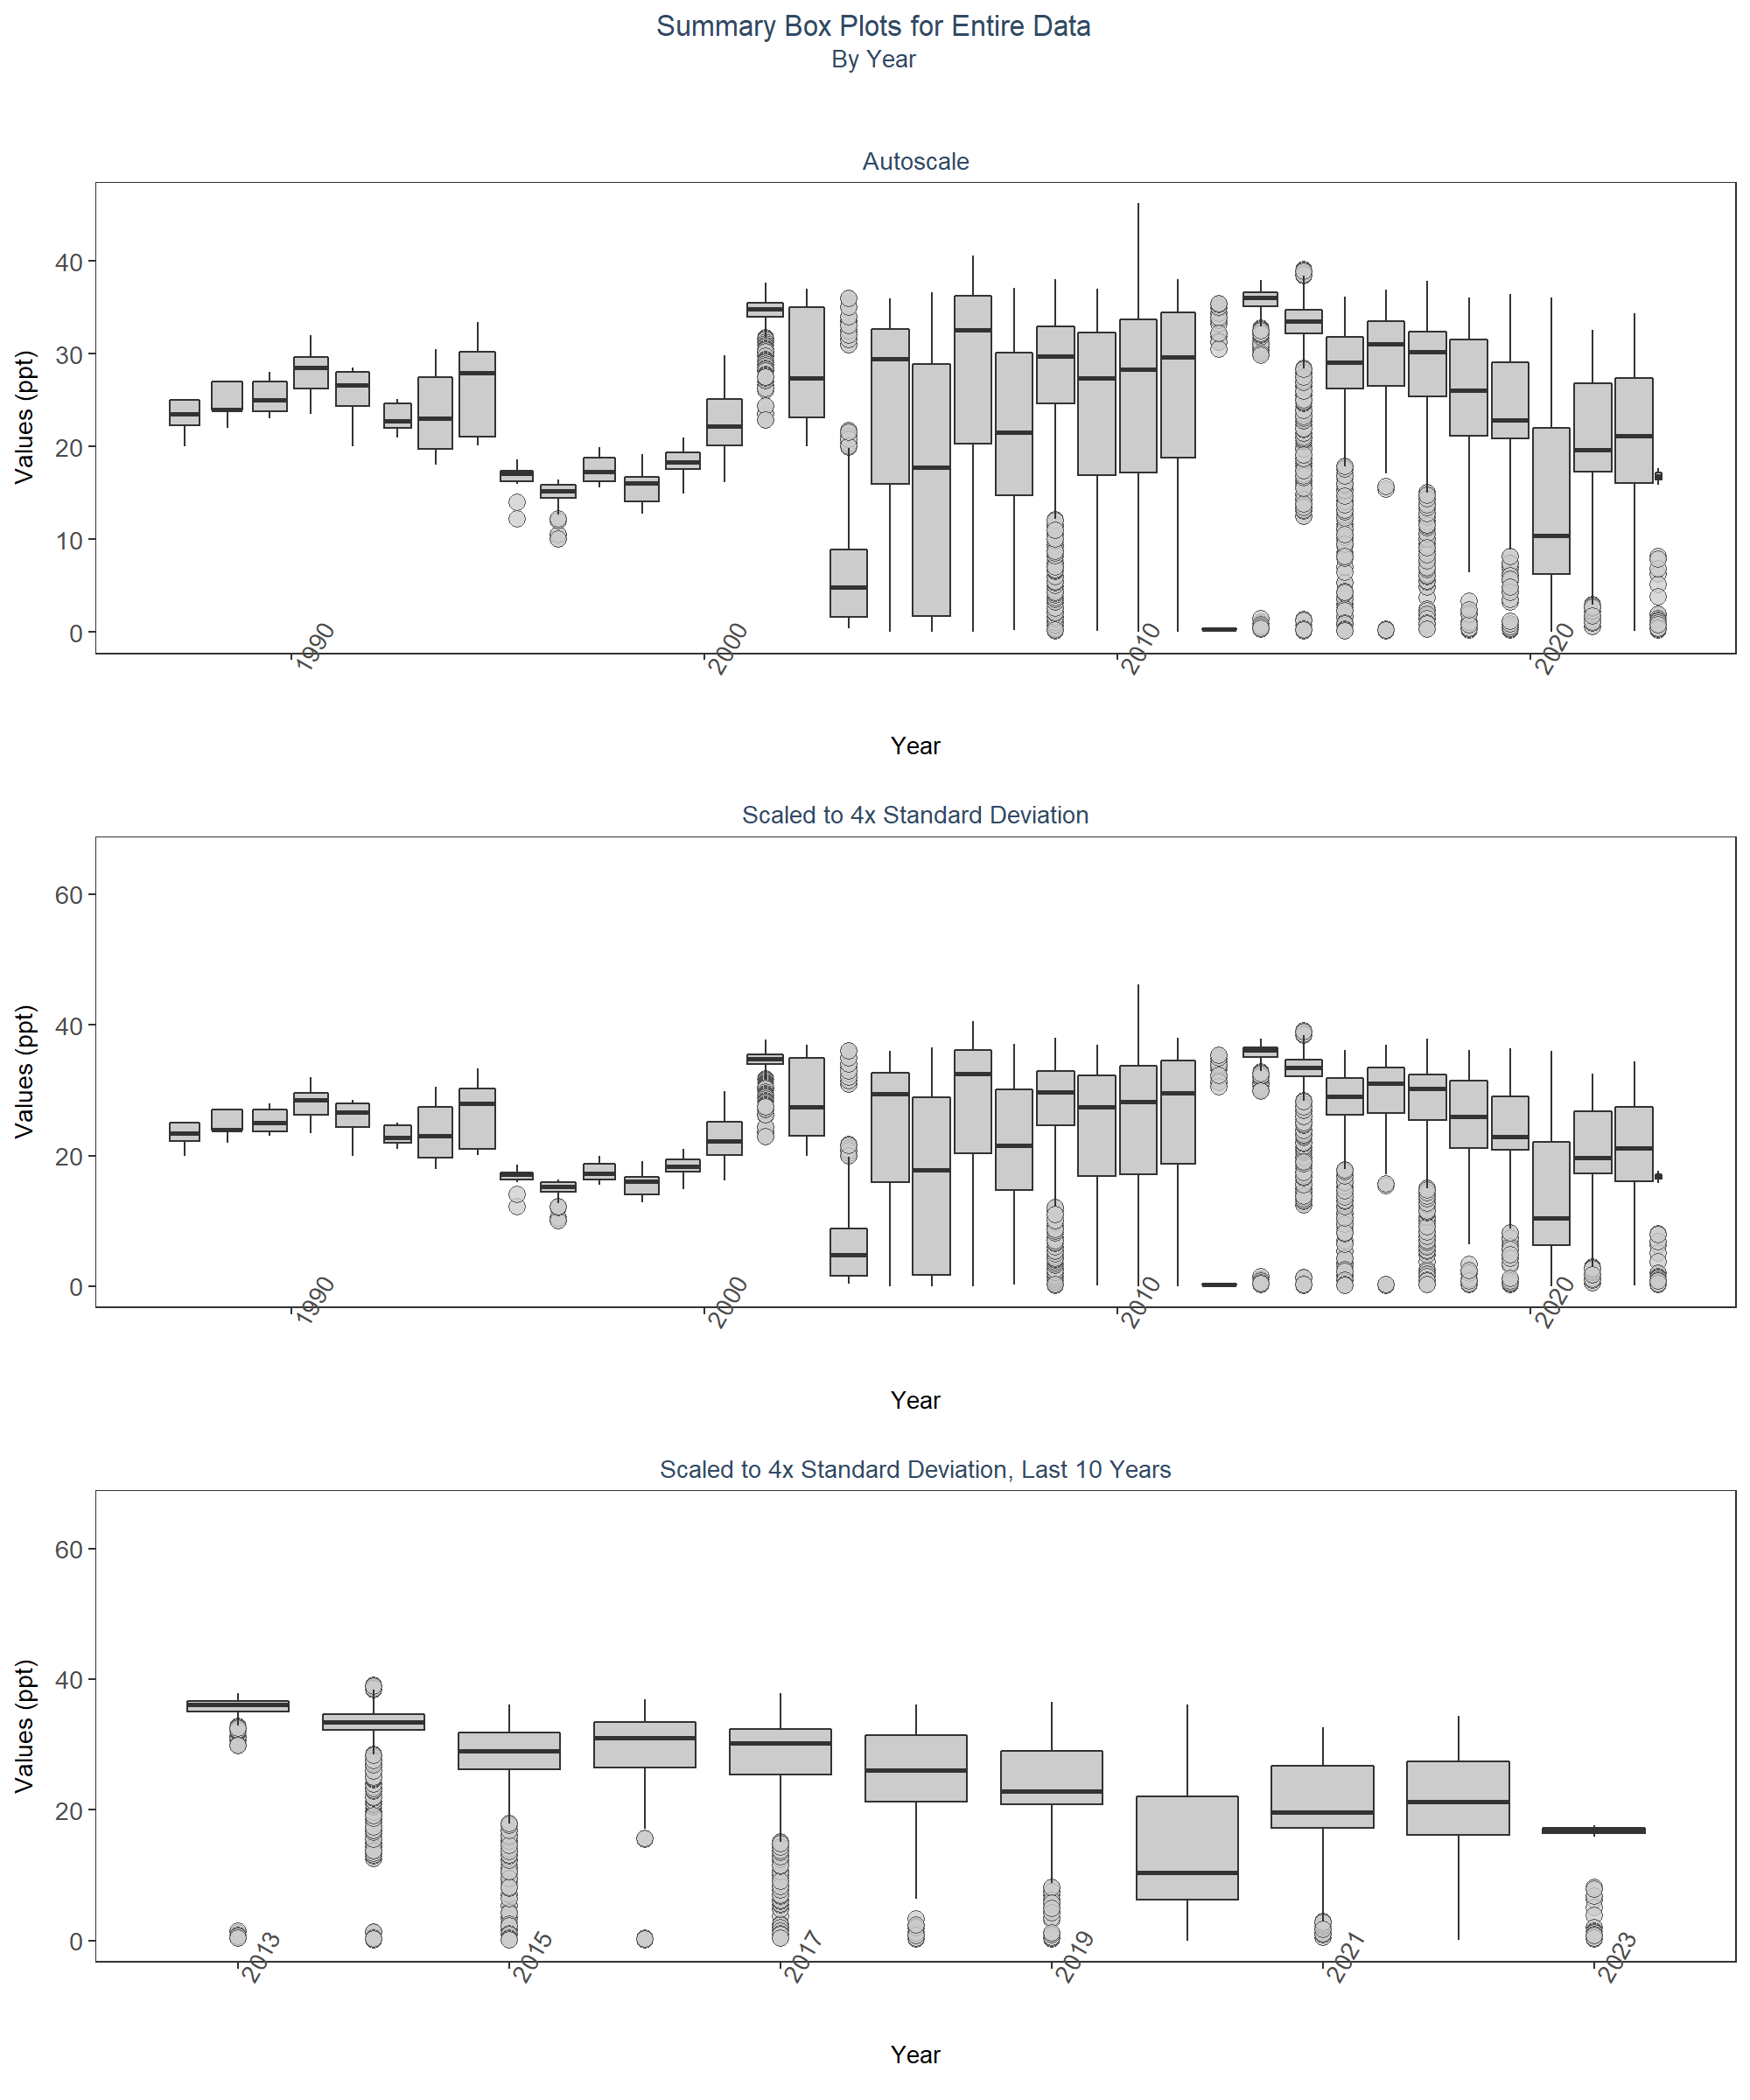 Summary Box Plots for Entire Data
By Year
Autoscale
Values (ppt)
40
30
20
10
0
1990
2000
2010
2020
Year
Scaled to 4x Standard Deviation
Values (ppt)
60
40
20
0
1990
2000
2010
2020
Year
Scaled to 4x Standard Deviation, Last 10 Years
Values (ppt)
60
40
20
0
2013
2015
2017
2019
2021
2023
Year